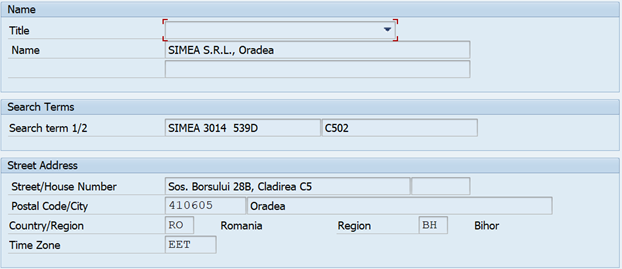 Name
Title
Name SIMEA S.R.L., Oradea
Search Terms
Search term 1/2 SIMEA 3014 539D C502
Street Address
Street/House Number Sos. Borsului 28B, Cladirea C5
Postal Code/City 410605 Oradea
Country/Region RO Romania Region BH Bihor
Time Zone EET